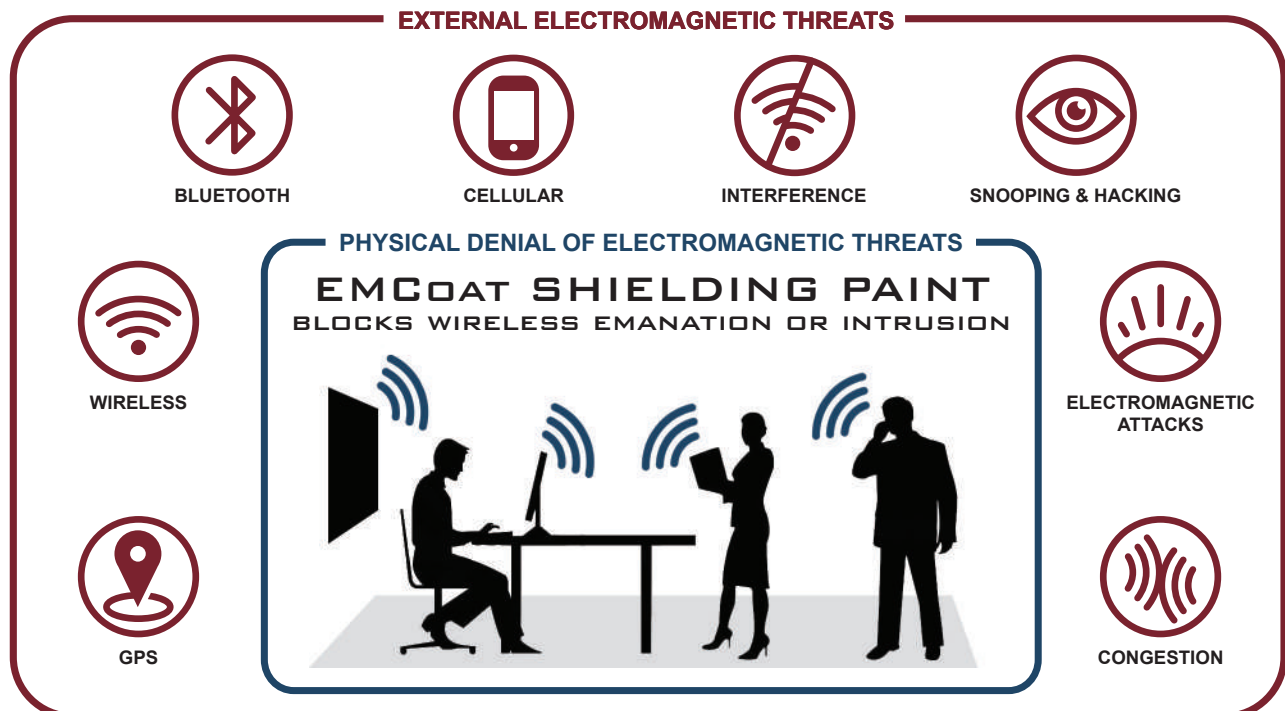 EXTERNAL ELECTROMAGNETIC THREATS
BLUETOOTH
CELLULAR
INTERFERENCE
SNOOPING & HACKING
PHYSICAL DENIAL OF ELECTROMAGNETIC THREATS
EMCoat SHIELDING PAINT
BLOCKS WIRELESS EMANATION OR INTRUSION
WIRELESS
ELECTROMAGNETIC
ATTACKS
GPS
CONGESTION